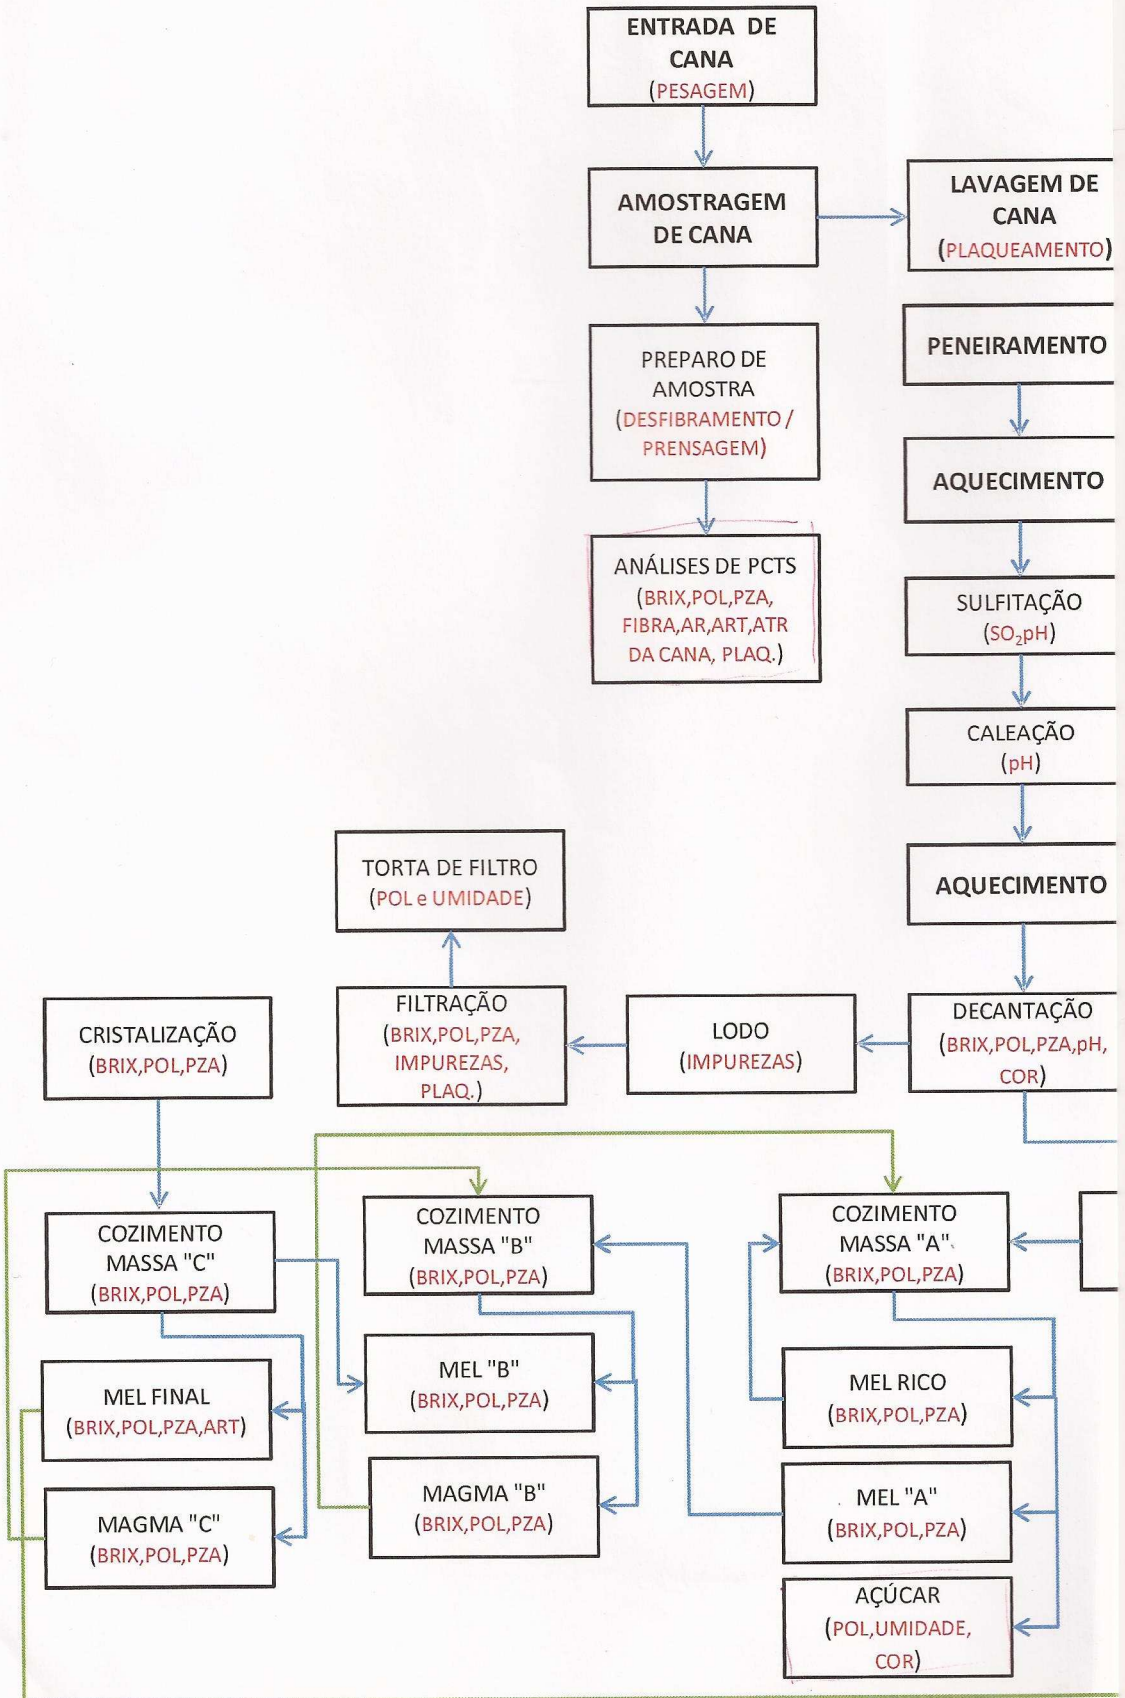 ENTRADA DE
CANA
(PESAGEM)
AMOSTRAGEM
DE CANA
LAVAGEM DE
CANA
(PLAQUEAMENTO)
PREPARO DE
AMOSTRA
(DESFIBRAMENTO /
PRENSAGEM)
PENEIRAMENTO
AQUECIMENTO
ANÁLISES DE PCTS
(BRIX,POL,PZA,
FIBRA,AR,ART,ATR
DA CANA, PLAQ.)
SULFITAÇÃO
(SO₂pH)
CALEAÇÃO
(pH)
AQUECIMENTO
TORTA DE FILTRO
(POL e UMIDADE)
DECANTAÇÃO
(BRIX,POL,PZA,pH,
COR)
LODO
(IMPUREZAS)
FILTRAÇÃO
(BRIX,POL,PZA,
IMPUREZAS,
PLAQ.)
CRISTALIZAÇÃO
(BRIX,POL,PZA)
COZIMENTO
MASSA "C"
(BRIX,POL,PZA)
COZIMENTO
MASSA "B"
(BRIX,POL,PZA)
COZIMENTO
MASSA "A"
(BRIX,POL,PZA)
MEL FINAL
(BRIX,POL,PZA,ART)
MEL "B"
(BRIX,POL,PZA)
MEL RICO
(BRIX,POL,PZA)
MAGMA "C"
(BRIX,POL,PZA)
MAGMA "B"
(BRIX,POL,PZA)
MEL "A"
(BRIX,POL,PZA)
AÇÚCAR
(POL,UMIDADE,
COR)